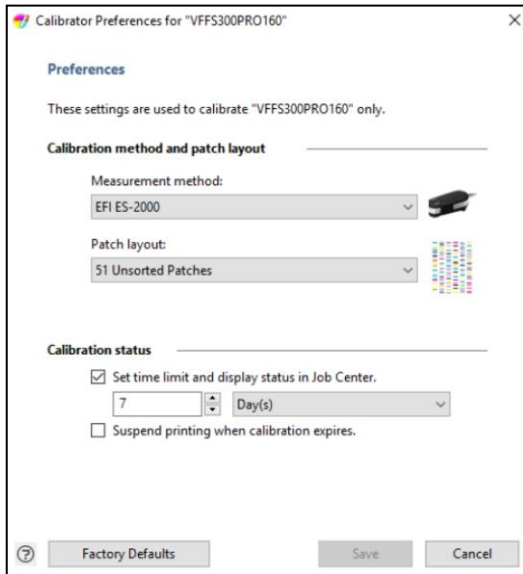 Calibrator Preferences for "VFFS300PRO160"
Preferences
These settings are used to calibrate "VFFS300PRO160" only.
Calibration method and patch layout
Measurement method:
EFI ES-2000
Patch layout:
51 Unsorted Patches
Calibration status
Set time limit and display status in Job Center.
7 Day(s)
Suspend printing when calibration expires.
Factory Defaults Save Cancel